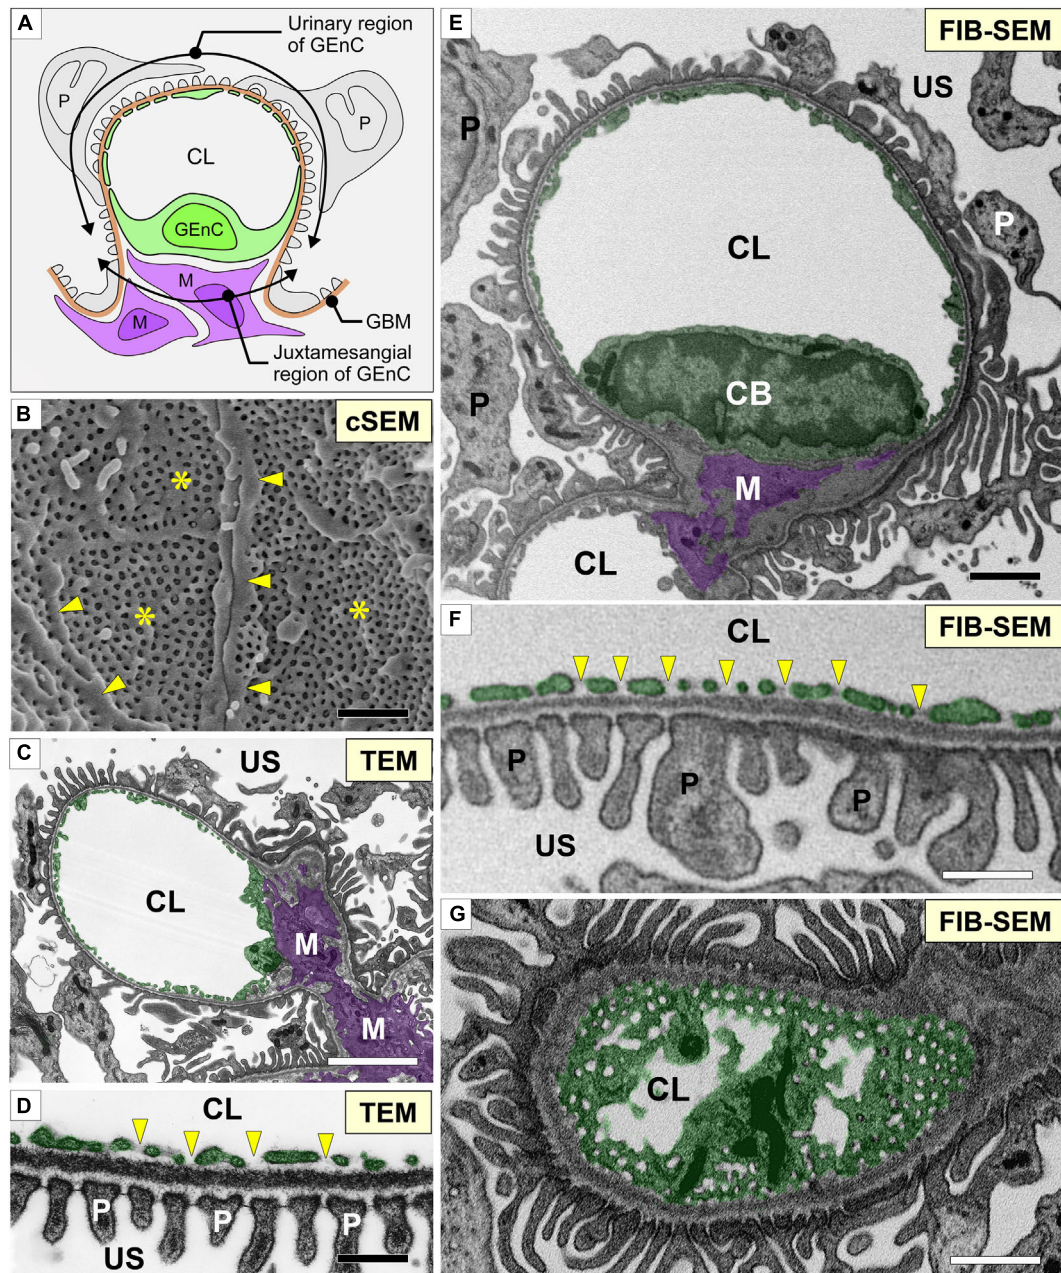 A
Urinary region
of GEnC
P
P
CL
GEnC
M
M
GBM
Juxtamesangial
region of GEnC
B
cSEM
*
*
*
C
TEM
US
CL
M
M
D
TEM
CL
P
P
P
US
E
FIB-SEM
US
P
P
CL
P
CB
M
CL
F
FIB-SEM
CL
P
P
P
US
G
FIB-SEM
CL